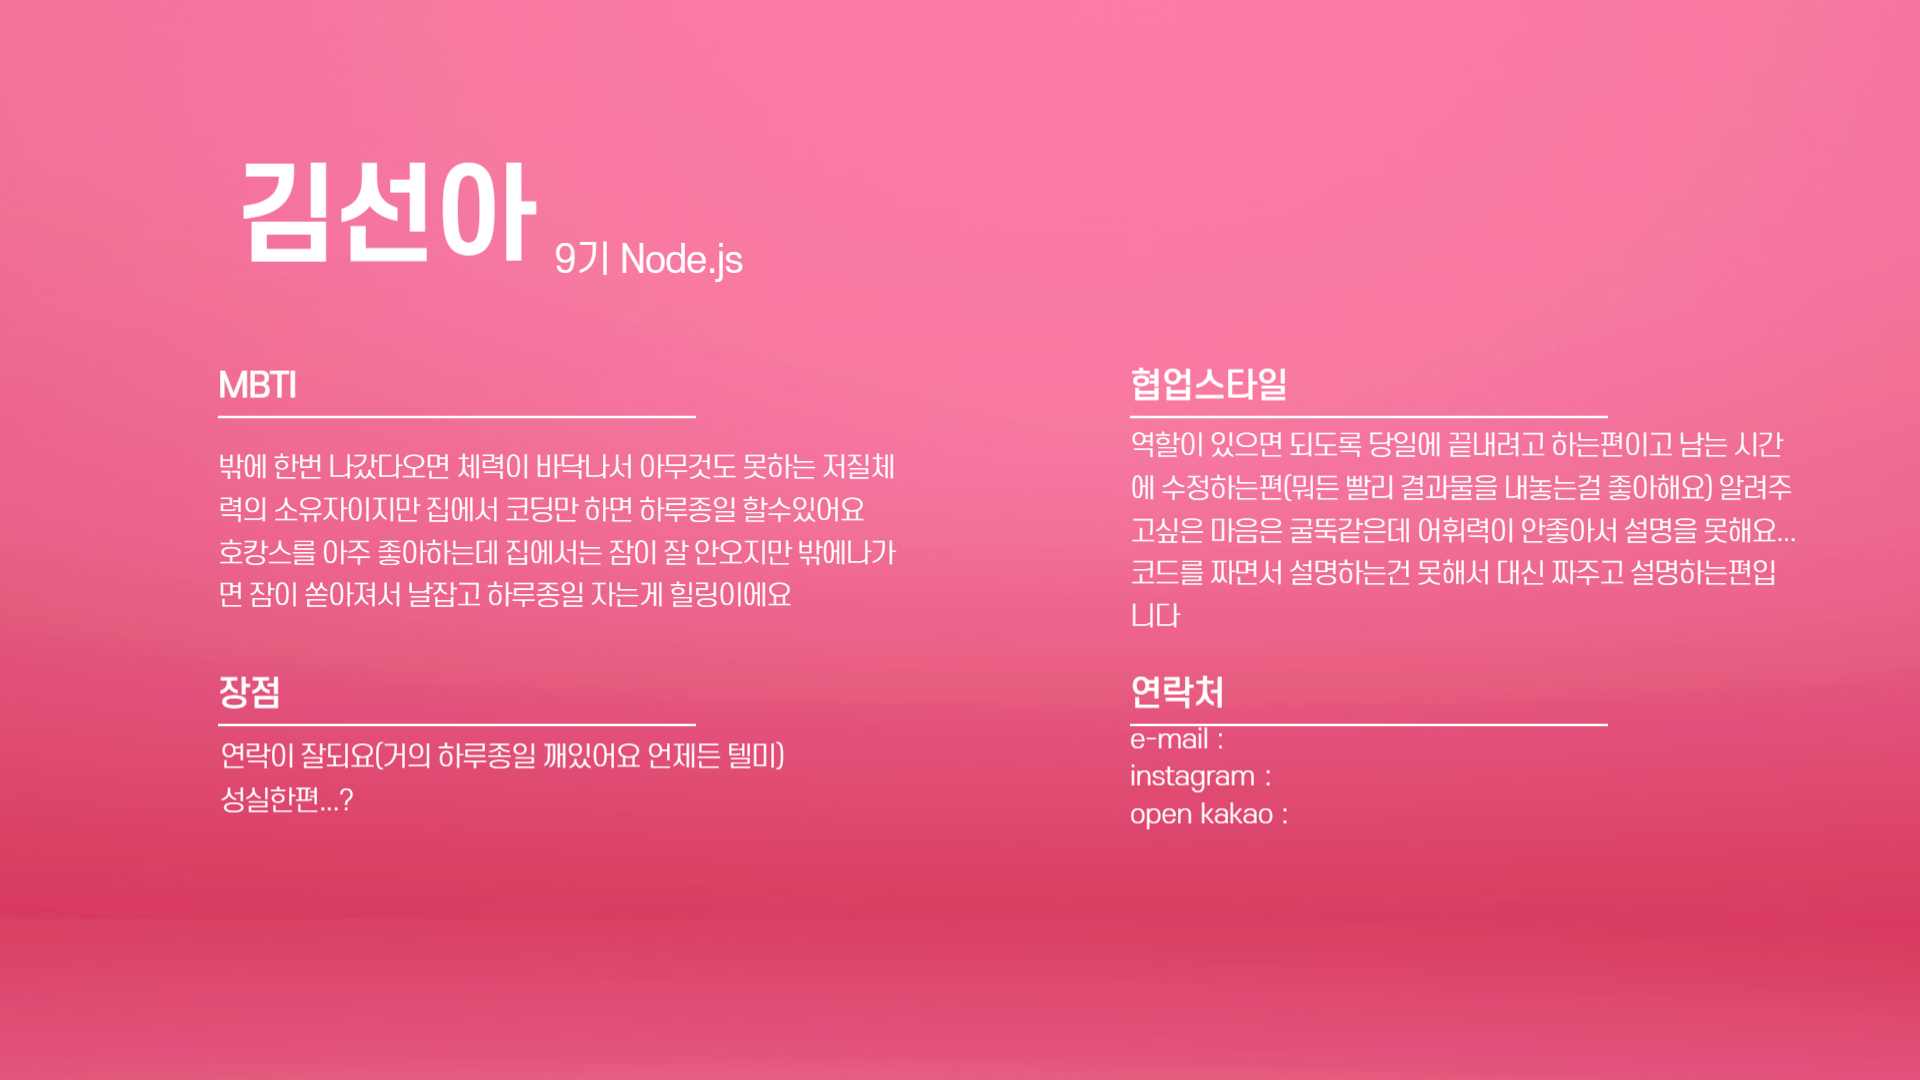 김선아
9기 Node.js
MBTI
밖에 한번 나갔다오면 체력이 바닥나서 아무것도 못하는 저질체
력의 소유자이지만 집에서 코딩만 하면 하루종일 할수있어요
호캉스를 아주 좋아하는데 집에서는 잠이 잘 안오지만 밖에나가
면 잠이 쏟아져서 날잡고 하루종일 자는게 힐링이에요
장점
연락이 잘되요(거의 하루종일 깨있어요 언제든 텔미)
성실한편...?
협업스타일
역할이 있으면 되도록 당일에 끝내려고 하는편이고 남는 시간
에 수정하는편(뭐든 빨리 결과물을 내놓는걸 좋아해요) 알려주
고싶은 마음은 굴뚝같은데 어휘력이 안좋아서 설명을 못해요...
코드를 짜면서 설명하는건 못해서 대신 짜주고 설명하는편입
니다
연락처
e-mail :
instagram :
open kakao :